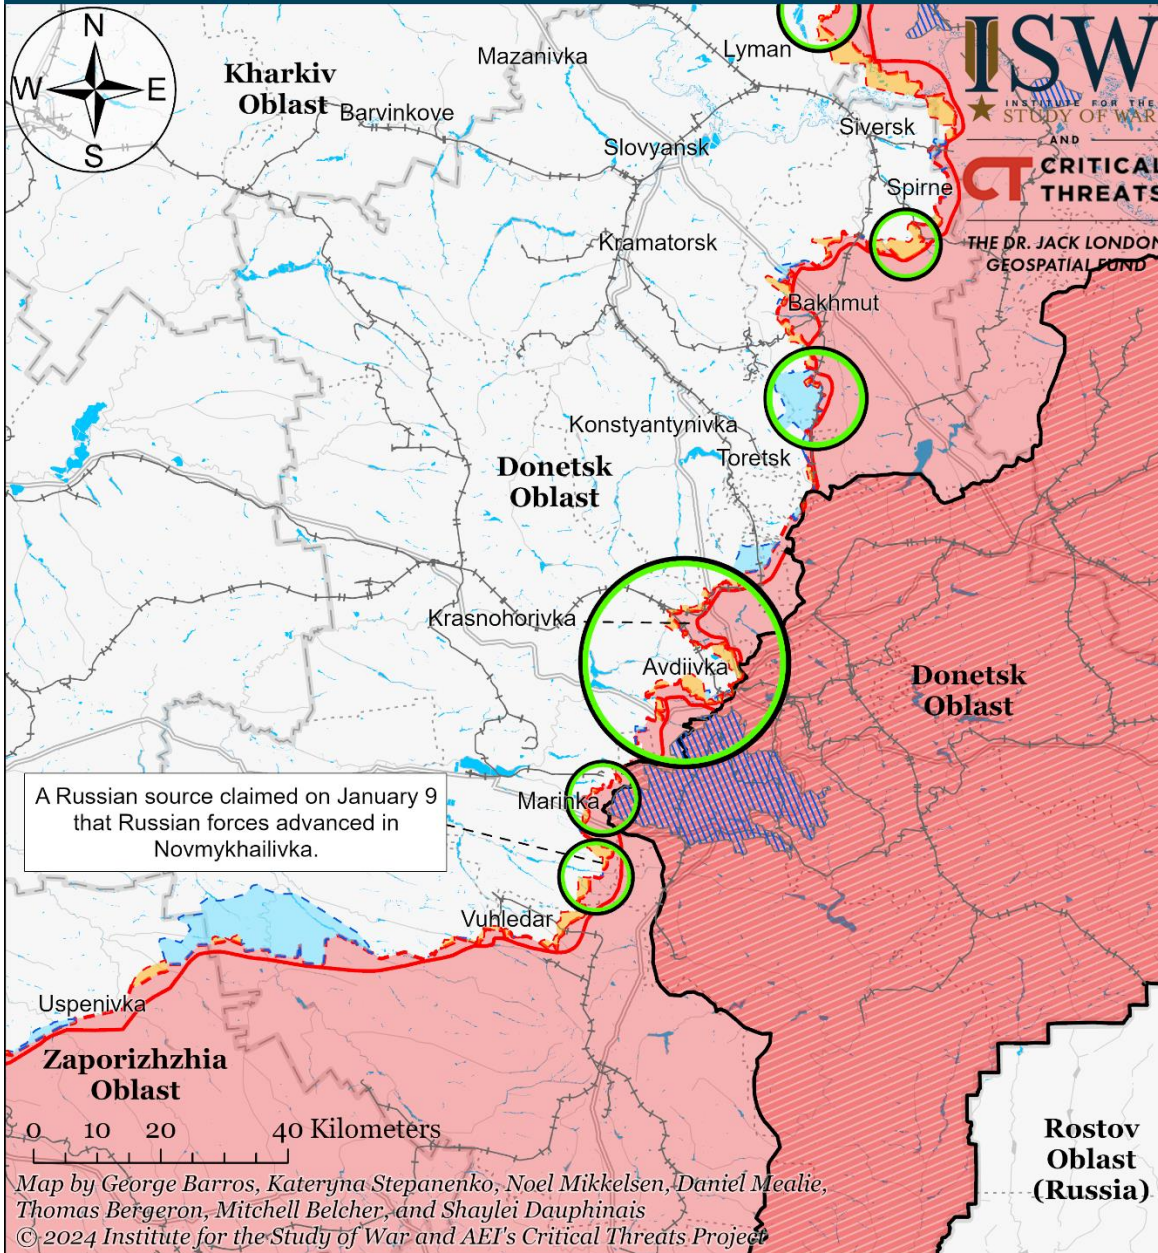 N
W
E
S
Kharkiv
Oblast
Mazanivka
Lyman
Barvinkove
Siversk
Slovyansk
Spirne
Kramatorsk
Bakhmut
Konstyantynivka
Toretsk
Donetsk
Oblast
Krasnohorivka
Avdiivka
Donetsk
Oblast
A Russian source claimed on January 9
that Russian forces advanced in
Novmykhailivka.
Marinka
Vuhledar
Uspenivka
Zaporizhzhia
Oblast
Rostov
Oblast
(Russia)
ISW
INSTITUTE FOR THE
STUDY OF WAR
AND
CT CRITICAL
THREATS
THE DR. JACK LONDON
GEOSPATIAL FUND
0 10 20 40 Kilometers
Map by George Barros, Kateryna Stepanenko, Noel Mikkelsen, Daniel Mealie,
Thomas Bergeron, Mitchell Belcher, and Shaylei Dauphinais
© 2024 Institute for the Study of War and AEI's Critical Threats Project